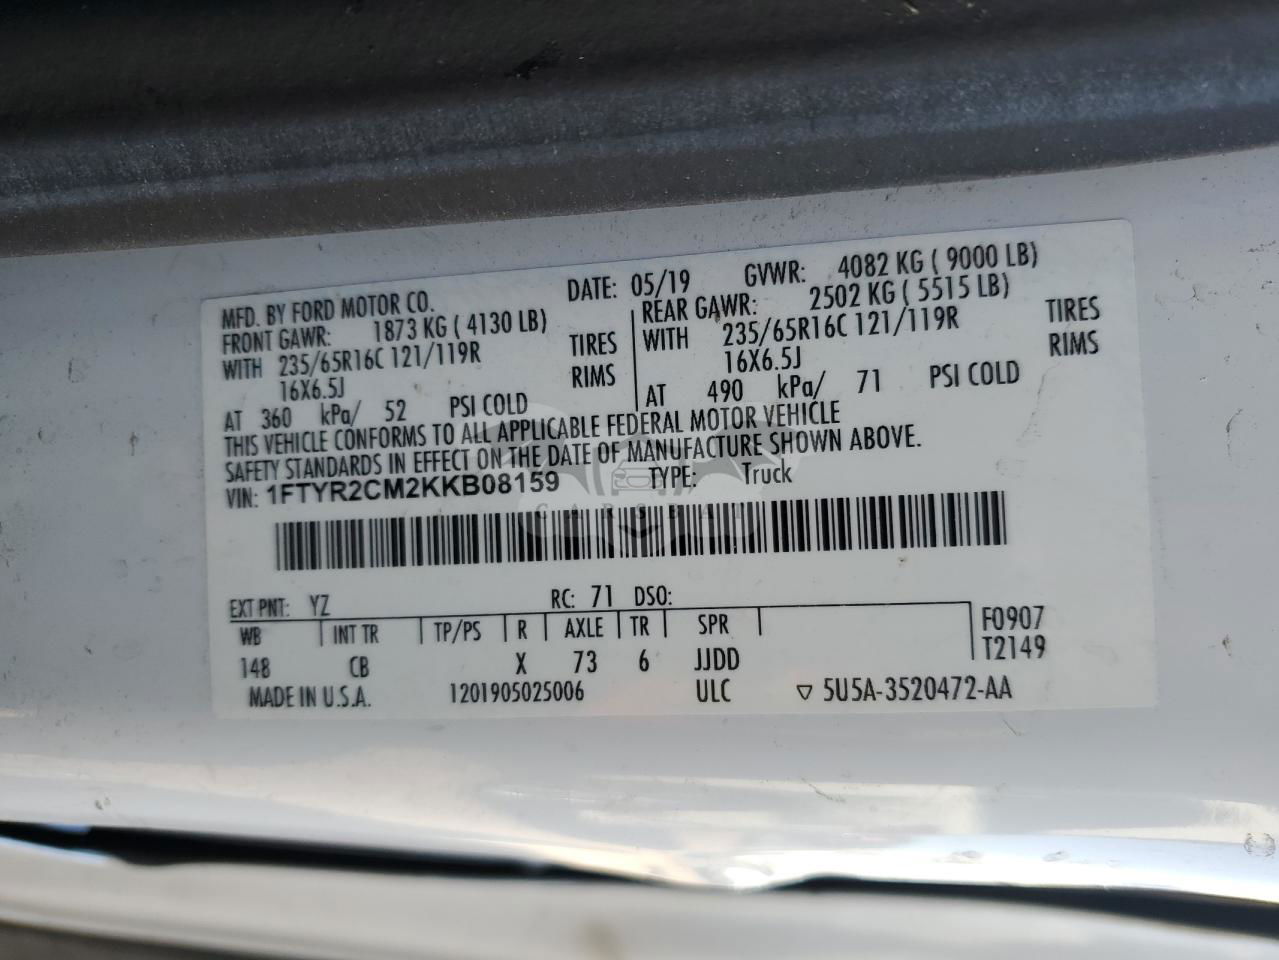 MFD. BY FORD MOTOR CO. DATE: 05/19 GVWR: 4082 KG ( 9000 LB)
FRONT GAWR: 1873 KG ( 4130 LB) REAR GAWR: 2502 KG ( 5515 LB)
WITH 235/65R16C 121/119R TIRES WITH 235/65R16C 121/119R TIRES
16X6.5J RIMS 16X6.5J RIMS
AT 360 kPa/ 52 PSI COLD AT 490 kPa/ 71 PSI COLD
THIS VEHICLE CONFORMS TO ALL APPLICABLE FEDERAL MOTOR VEHICLE
SAFETY STANDARDS IN EFFECT ON THE DATE OF MANUFACTURE SHOWN ABOVE.
VIN: 1FTYR2CM2KKB08159 TYPE: Truck
CARSBAT
EXT PNT: YZ RC: 71 DSO:
WB INT TR TP/PS R AXLE TR SPR F0907
148 CB X 73 6 JJDD T2149
MADE IN U.S.A. 1201905025006 ULC ▽ 5U5A-3520472-AA